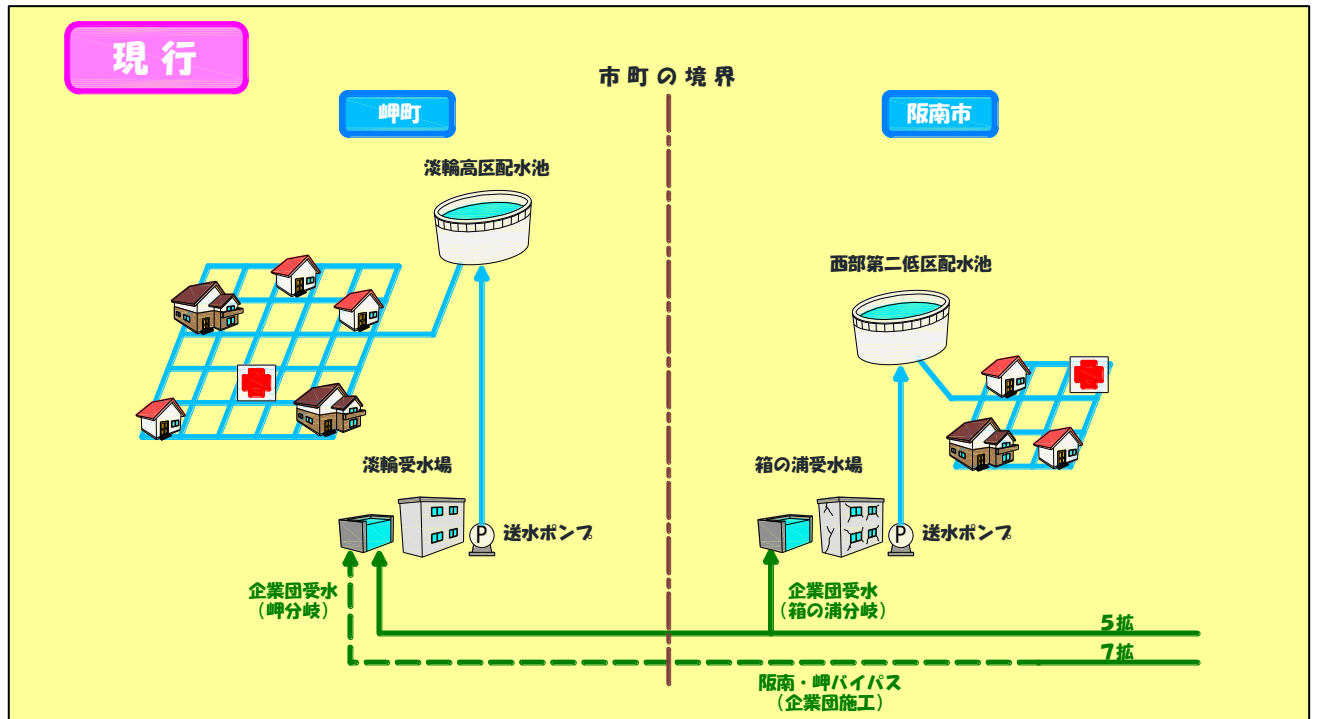 現行
市町の境界
岬町
阪南市
淡輪高区配水池
西部第二低区配水池
淡輪受水場
箱の浦受水場
P
送水ポンプ
P
送水ポンプ
企業団受水
（岬分岐）
企業団受水
（箱の浦分岐）
5拡
7拡
阪南・岬バイパス
（企業団施工）